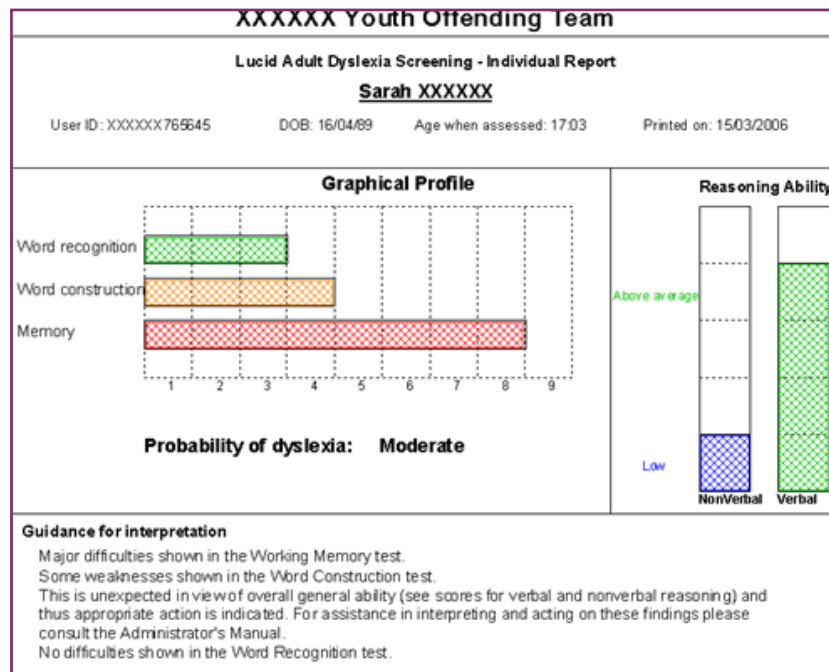 XXXXXX Youth Offending Team
Lucid Adult Dyslexia Screening - Individual Report
Sarah XXXXXX
User ID: XXXXXX765645 DOB: 16/04/89 Age when assessed: 17:03 Printed on: 15/03/2006
Graphical Profile
Word recognition
Word construction
Memory
1 2 3 4 5 6 7 8 9
Probability of dyslexia: Moderate
Reasoning Ability
Above average
Low
NonVerbal Verbal
Guidance for interpretation
Major difficulties shown in the Working Memory test.
Some weaknesses shown in the Word Construction test.
This is unexpected in view of overall general ability (see scores for verbal and nonverbal reasoning) and
thus appropriate action is indicated. For assistance in interpreting and acting on these findings please
consult the Administrator's Manual.
No difficulties shown in the Word Recognition test.